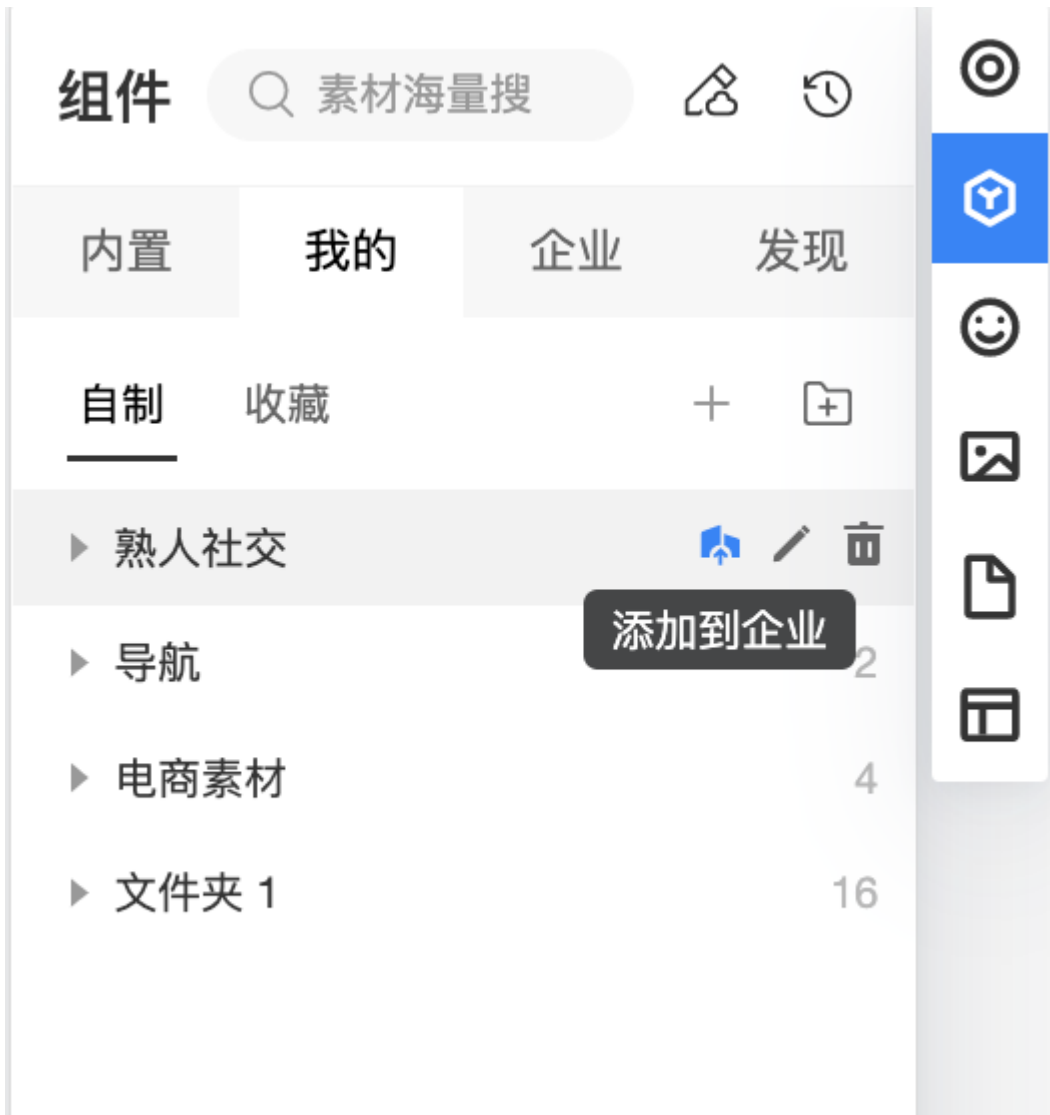 组件 素材海量搜
内置 我的 企业 发现
自制 收藏
熟人社交
添加到企业
导航 2
电商素材 4
文件夹 1 16